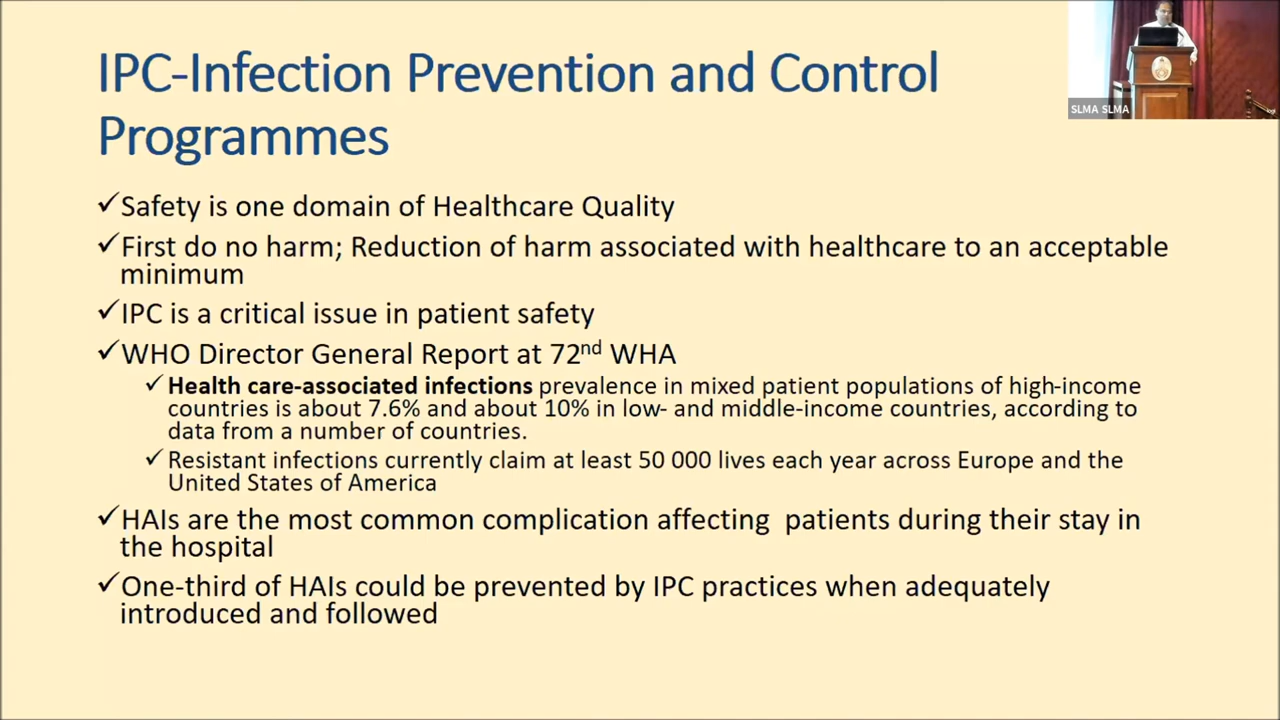 IPC-Infection Prevention and Control
Programmes
SLMA SLMA
✓Safety is one domain of Healthcare Quality
✓First do no harm; Reduction of harm associated with healthcare to an acceptable
minimum
✓IPC is a critical issue in patient safety
✓WHO Director General Report at 72nd WHA
✓Health care-associated infections prevalence in mixed patient populations of high-income
countries is about 7.6% and about 10% in low- and middle-income countries, according to
data from a number of countries.
✓Resistant infections currently claim at least 50 000 lives each year across Europe and the
United States of America
✓HAIs are the most common complication affecting  patients during their stay in
the hospital
✓One-third of HAIs could be prevented by IPC practices when adequately
introduced and followed